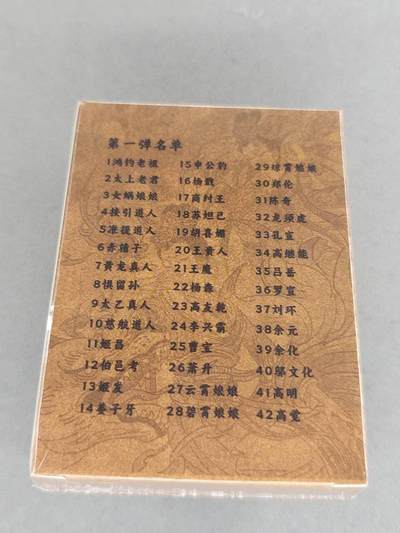 第一弹名单
1鸿钧老祖
2太上老君
3女娲娘娘
4接引道人
5准提道人
6赤精子
7黄龙真人
8惧留孙
9太乙真人
10慈航道人
11姬昌
12伯邑考
13姬发
14姜子牙
15申公豹
16杨戬
17商纣王
18苏妲己
19胡喜媚
20王贵人
21王魔
22杨森
23高友乾
24李兴霸
25曹宝
26萧升
27云霄娘娘
28碧霄娘娘
29琼霄娘娘
30郑伦
31陈奇
32龙须虎
33孔宣
34高继能
35吕岳
36罗宣
37刘环
38余元
39余化
40邬文化
41高明
42高觉